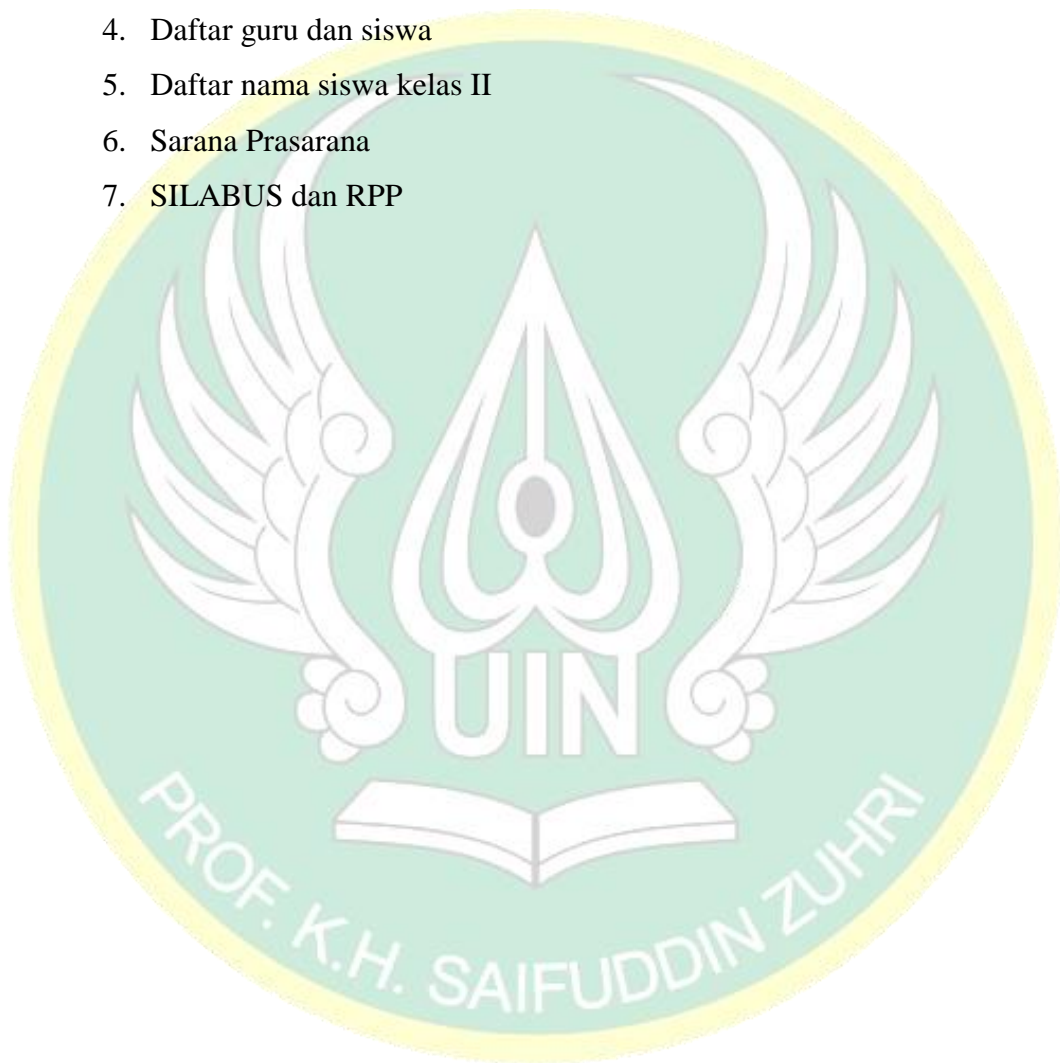 4. Daftar guru dan siswa
5. Daftar nama siswa kelas II
6. Sarana Prasarana
7. SILABUS dan RPP
UIN
PROF. K.H. SAIFUDDIN ZUHRI